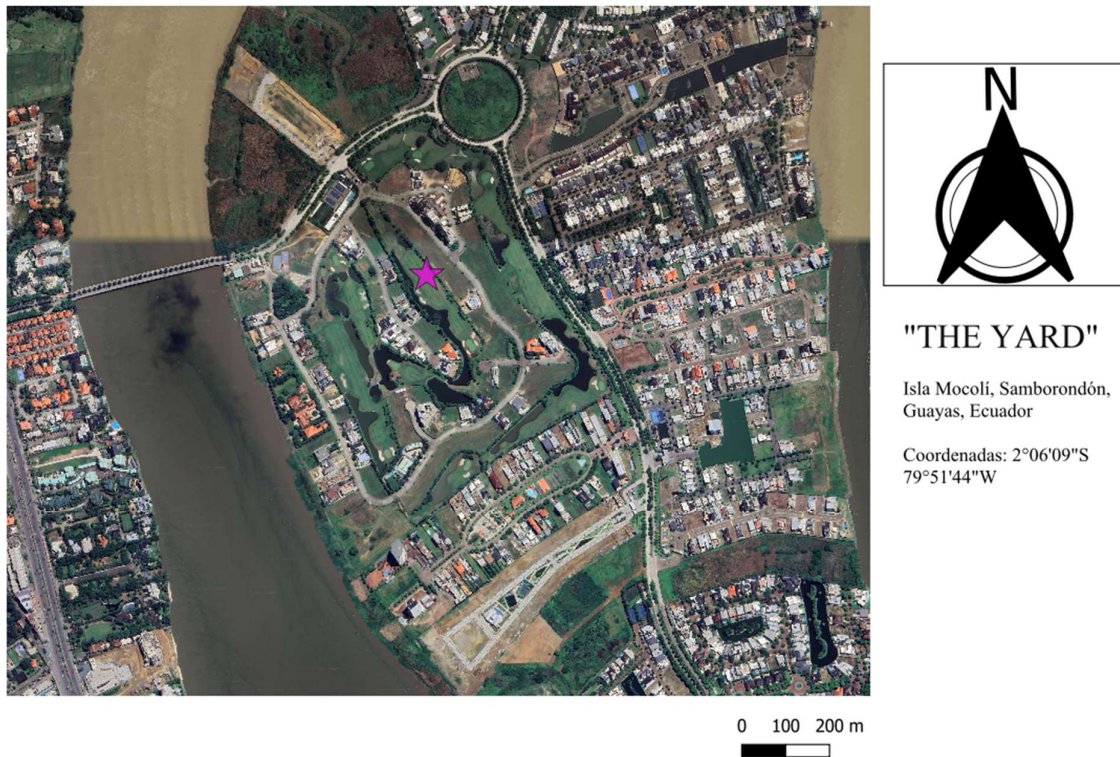 N
"THE YARD"
Isla Mocolí, Samborondón,
Guayas, Ecuador
Coordenadas: 2°06'09"S
79°51'44"W
0 100 200 m